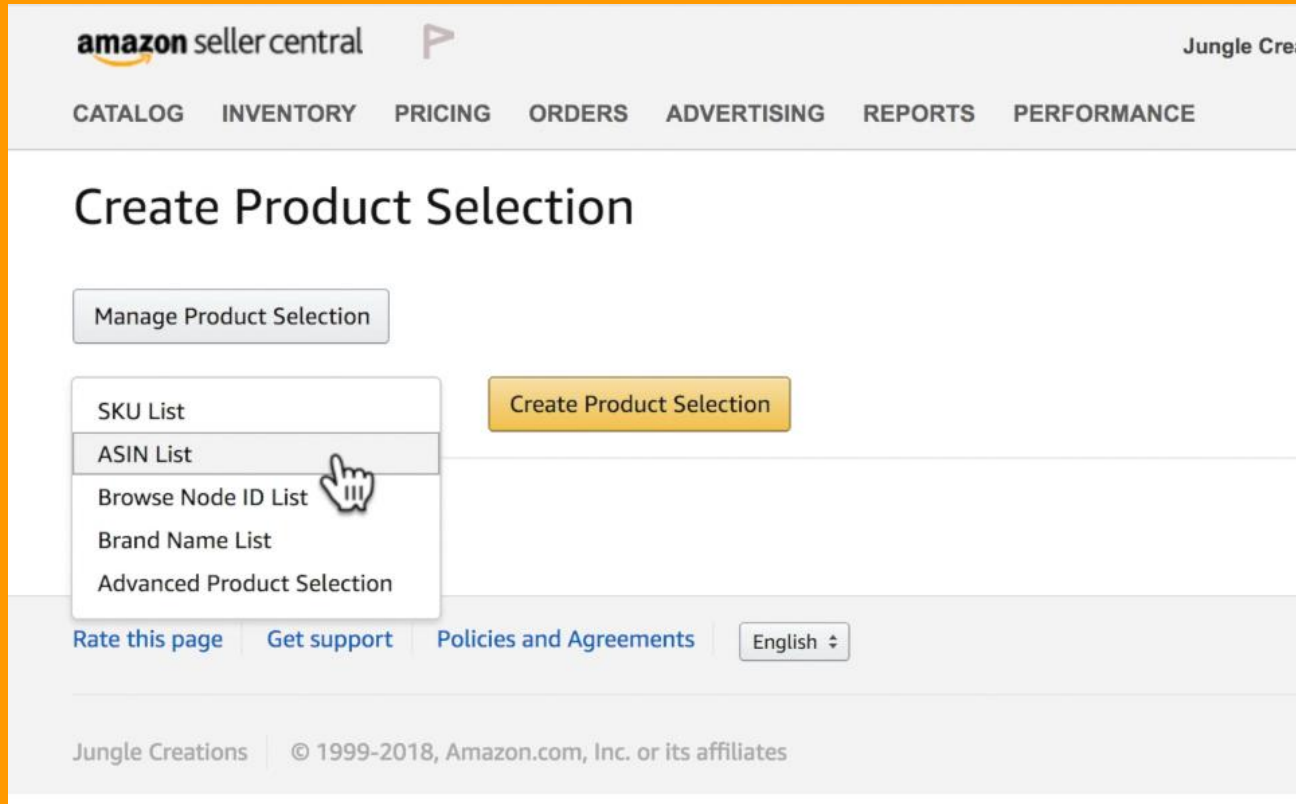 amazon seller central
Jungle Cre
CATALOG INVENTORY PRICING ORDERS ADVERTISING REPORTS PERFORMANCE
Create Product Selection
Manage Product Selection
SKU List
Create Product Selection
ASIN List
Browse Node ID List
Brand Name List
Advanced Product Selection
Rate this page Get support Policies and Agreements English
Jungle Creations © 1999-2018, Amazon.com, Inc. or its affiliates